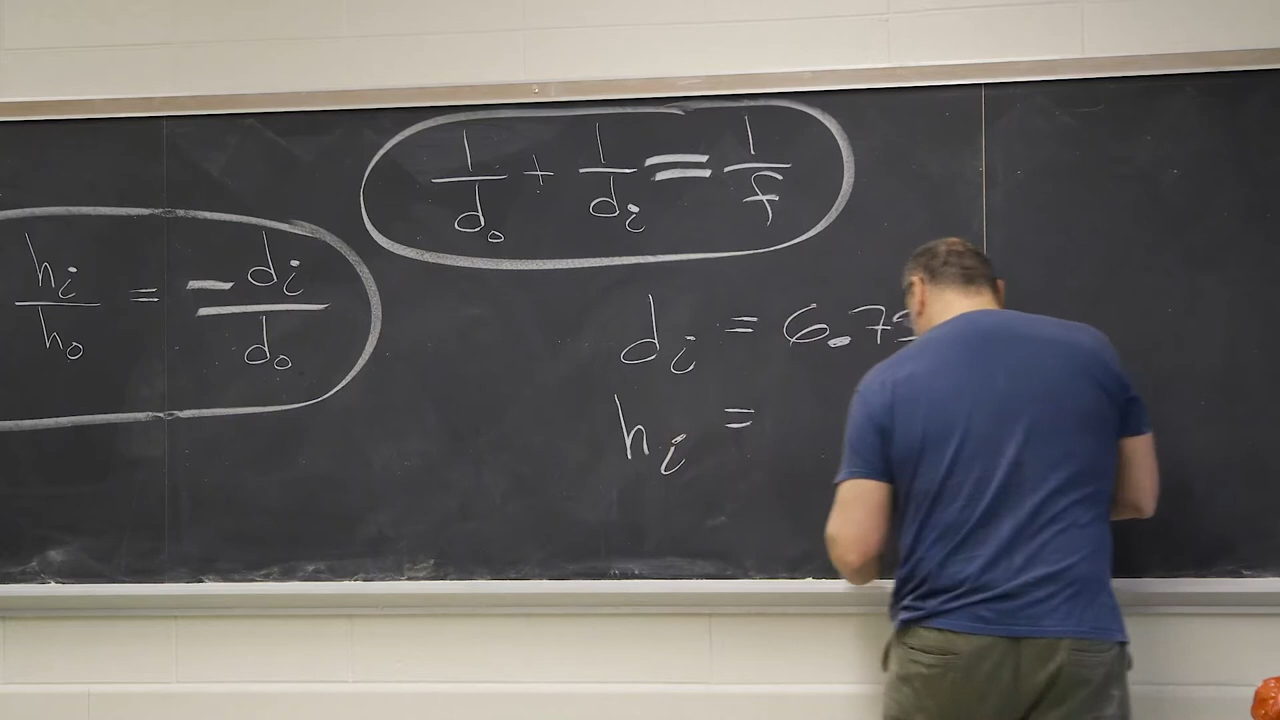 1/d₀ + 1/dᵢ = 1/f
hᵢ/h₀ = -dᵢ/d₀
dᵢ = 6.7
hᵢ =